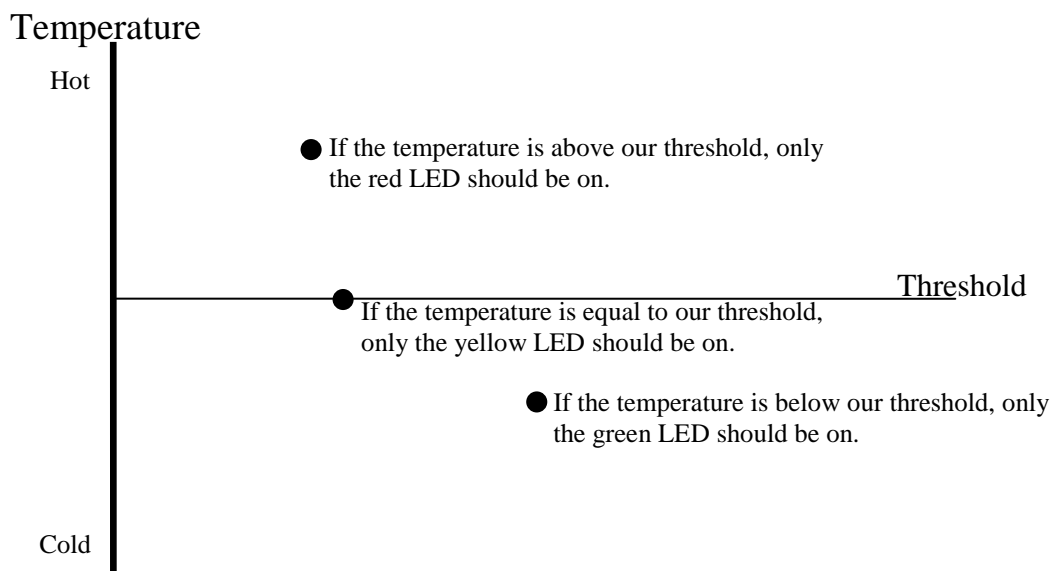 Temperature
Hot
If the temperature is above our threshold, only
the red LED should be on.
Threshold
If the temperature is equal to our threshold,
only the yellow LED should be on.
If the temperature is below our threshold, only
the green LED should be on.
Cold